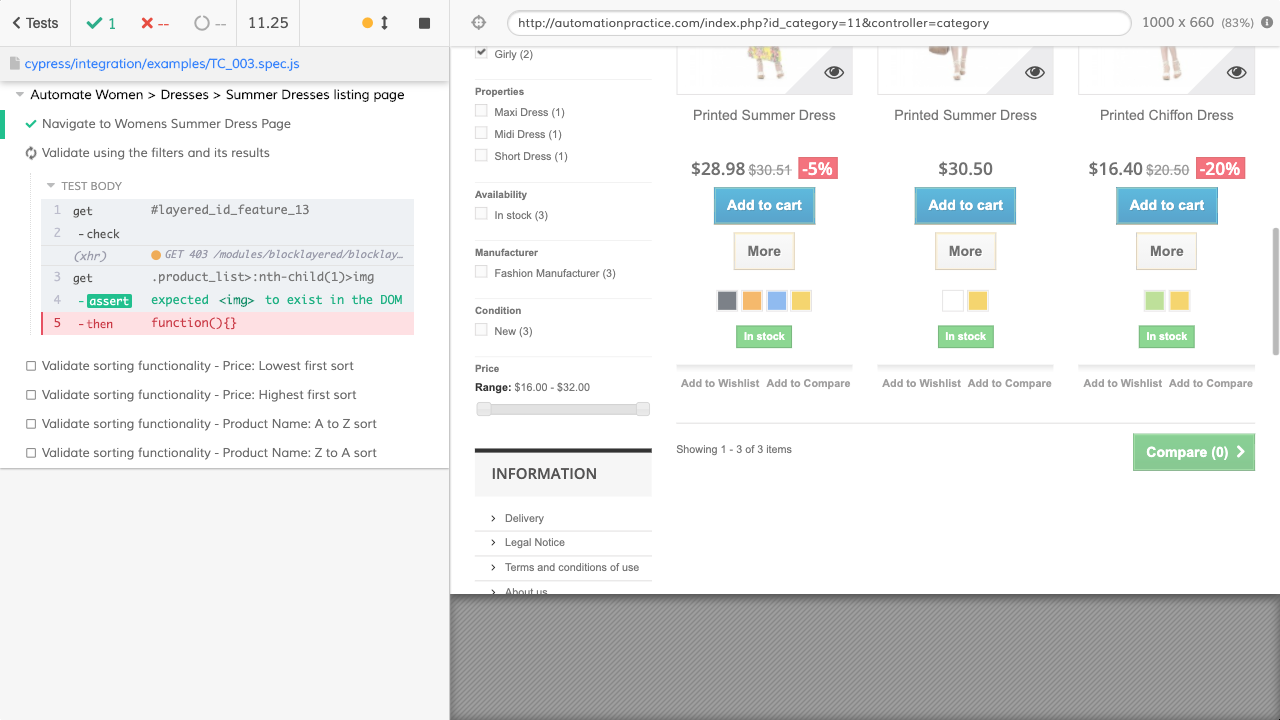 Tests
1
--
--
11.25
http://automationpractice.com/index.php?id_category=11&controller=category
1000 x 660 (83%)
cypress/integration/examples/TC_003.spec.js
Automate Women > Dresses > Summer Dresses listing page
Navigate to Womens Summer Dress Page
Validate using the filters and its results
TEST BODY
1 get #layered_id_feature_13
2 - check
(xhr) GET 403 /modules/blocklayered/blocklay...
3 get .product_list>:nth-child(1)>img
4 - assert expected <img> to exist in the DOM
5 - then function(){}
Validate sorting functionality - Price: Lowest first sort
Validate sorting functionality - Price: Highest first sort
Validate sorting functionality - Product Name: A to Z sort
Validate sorting functionality - Product Name: Z to A sort
Girly (2)
Properties
Maxi Dress (1)
Midi Dress (1)
Short Dress (1)
Availability
In stock (3)
Manufacturer
Fashion Manufacturer (3)
Condition
New (3)
Price
Range: $16.00 - $32.00
INFORMATION
Delivery
Legal Notice
Terms and conditions of use
About us
Printed Summer Dress
$28.98 $30.51 -5%
Add to cart
More
In stock
Add to Wishlist Add to Compare
Printed Summer Dress
$30.50
Add to cart
More
In stock
Add to Wishlist Add to Compare
Printed Chiffon Dress
$16.40 $20.50 -20%
Add to cart
More
In stock
Add to Wishlist Add to Compare
Showing 1 - 3 of 3 items
Compare (0)